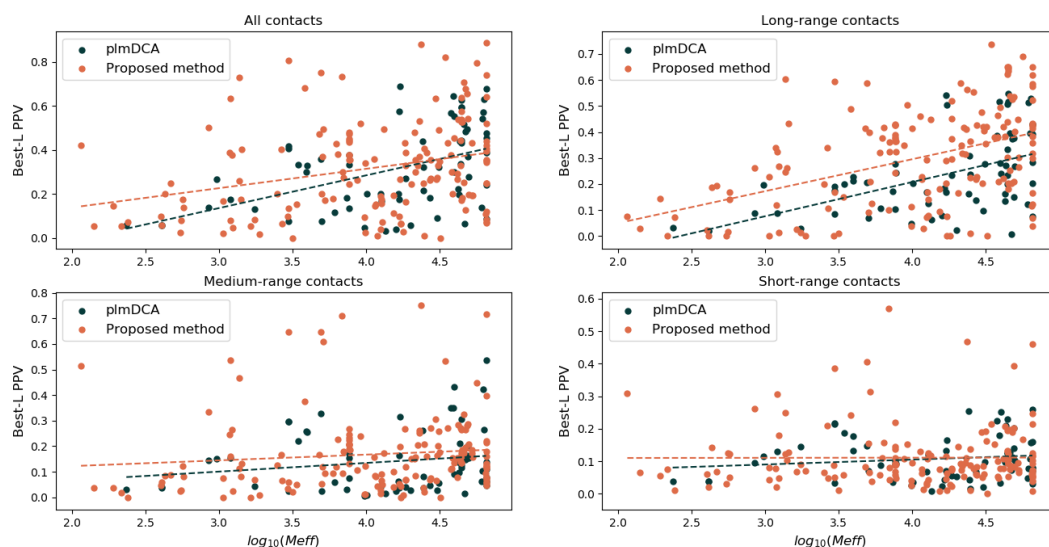 All contacts
Best-L PPV
0.8
0.6
0.4
0.2
0.0
plmDCA
Proposed method
2.0 2.5 3.0 3.5 4.0 4.5
Long-range contacts
Best-L PPV
0.7
0.6
0.5
0.4
0.3
0.2
0.1
0.0
plmDCA
Proposed method
2.0 2.5 3.0 3.5 4.0 4.5
Medium-range contacts
Best-L PPV
0.8
0.7
0.6
0.5
0.4
0.3
0.2
0.1
0.0
plmDCA
Proposed method
2.0 2.5 3.0 3.5 4.0 4.5
log10(Meff)
Short-range contacts
Best-L PPV
0.6
0.5
0.4
0.3
0.2
0.1
0.0
plmDCA
Proposed method
2.0 2.5 3.0 3.5 4.0 4.5
log10(Meff)